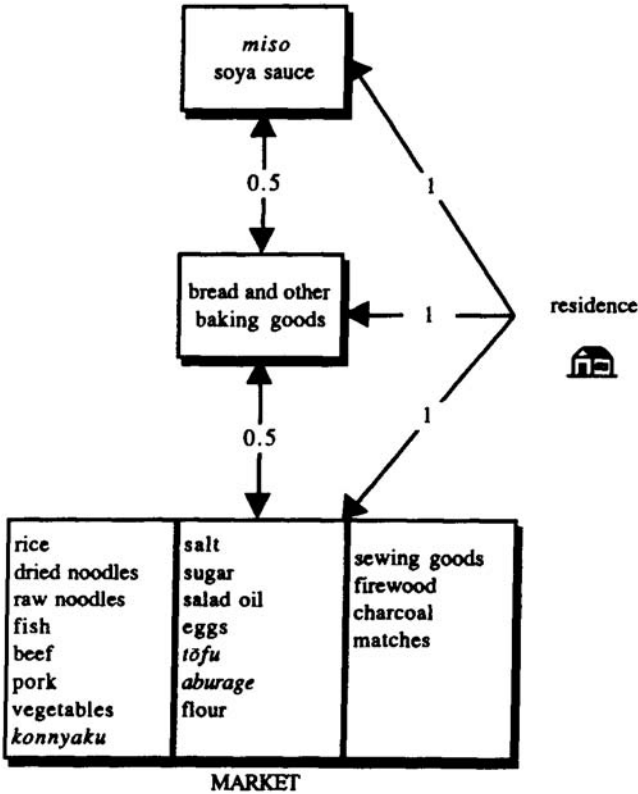 miso
soya sauce
0.5
1
bread and other
baking goods
1
residence
0.5
1
rice
dried noodles
raw noodles
fish
beef
pork
vegetables
konnyaku
salt
sugar
salad oil
eggs
tōfu
aburage
flour
sewing goods
firewood
charcoal
matches
MARKET